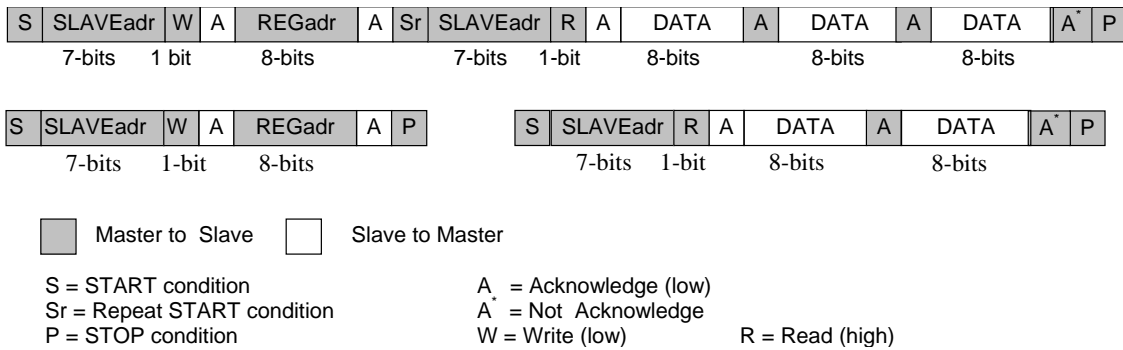 S SLAVEadr W A REGadr A Sr SLAVEadr R A DATA A DATA A DATA A* P
7-bits 1 bit 8-bits 7-bits 1-bit 8-bits 8-bits 8-bits
S SLAVEadr W A REGadr A P S SLAVEadr R A DATA A DATA A* P
7-bits 1-bit 8-bits 7-bits 1-bit 8-bits 8-bits
Master to Slave Slave to Master
S = START condition A = Acknowledge (low)
Sr = Repeat START condition A* = Not Acknowledge
P = STOP condition W = Write (low) R = Read (high)